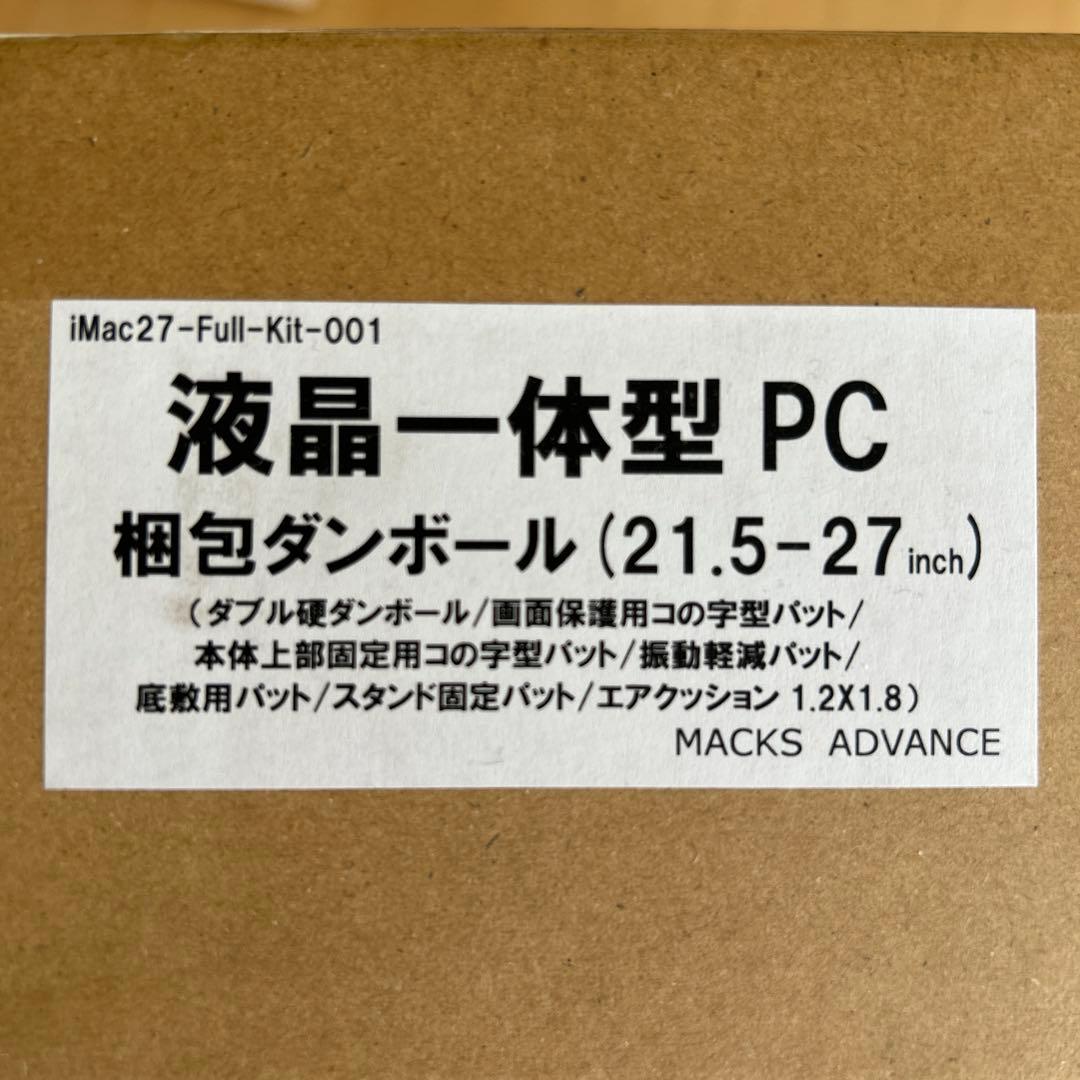 iMac27-Full-Kit-001
液晶一体型 PC
梱包ダンボール(21.5-27inch)
(ダブル硬ダンボール/画面保護用コの字型パット/
本体上部固定用コの字型パット/振動軽減パット/
底敷用パット/スタンド固定パット/エアクッション 1.2X1.8)
MACKS ADVANCE